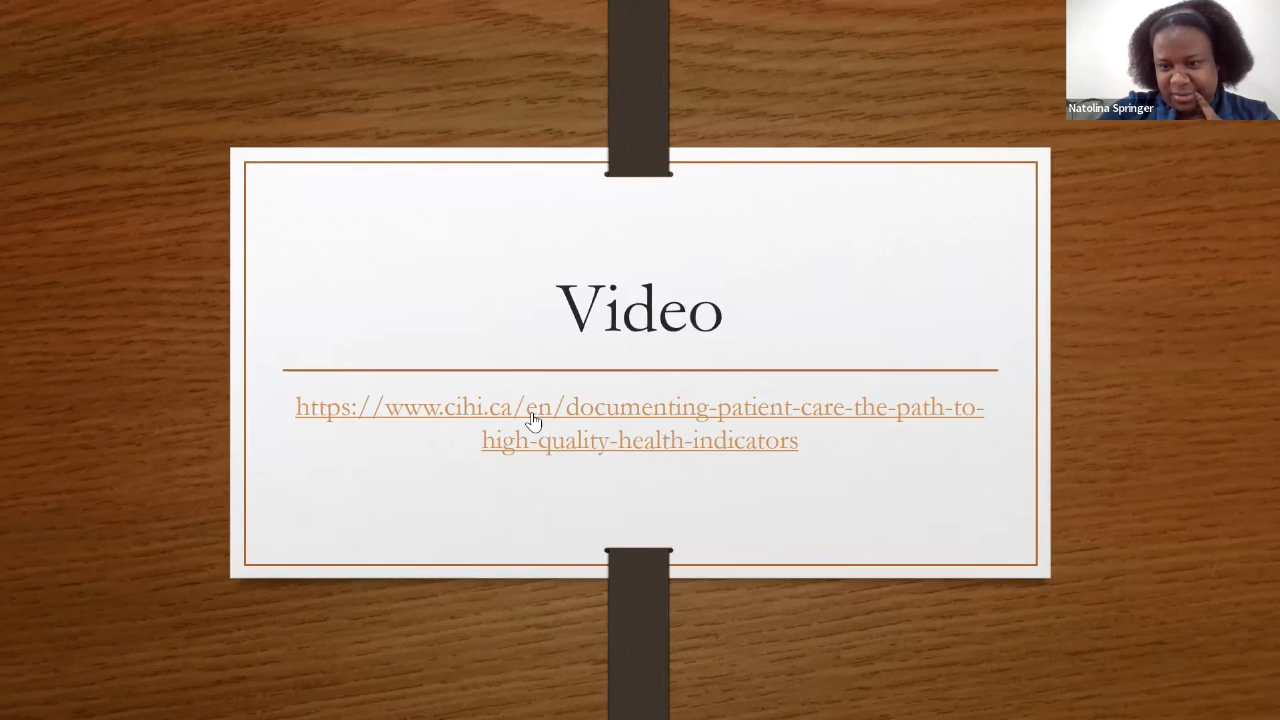 Natolina Springer
Video
https://www.cihi.ca/en/documenting-patient-care-the-path-to-
high-quality-health-indicators